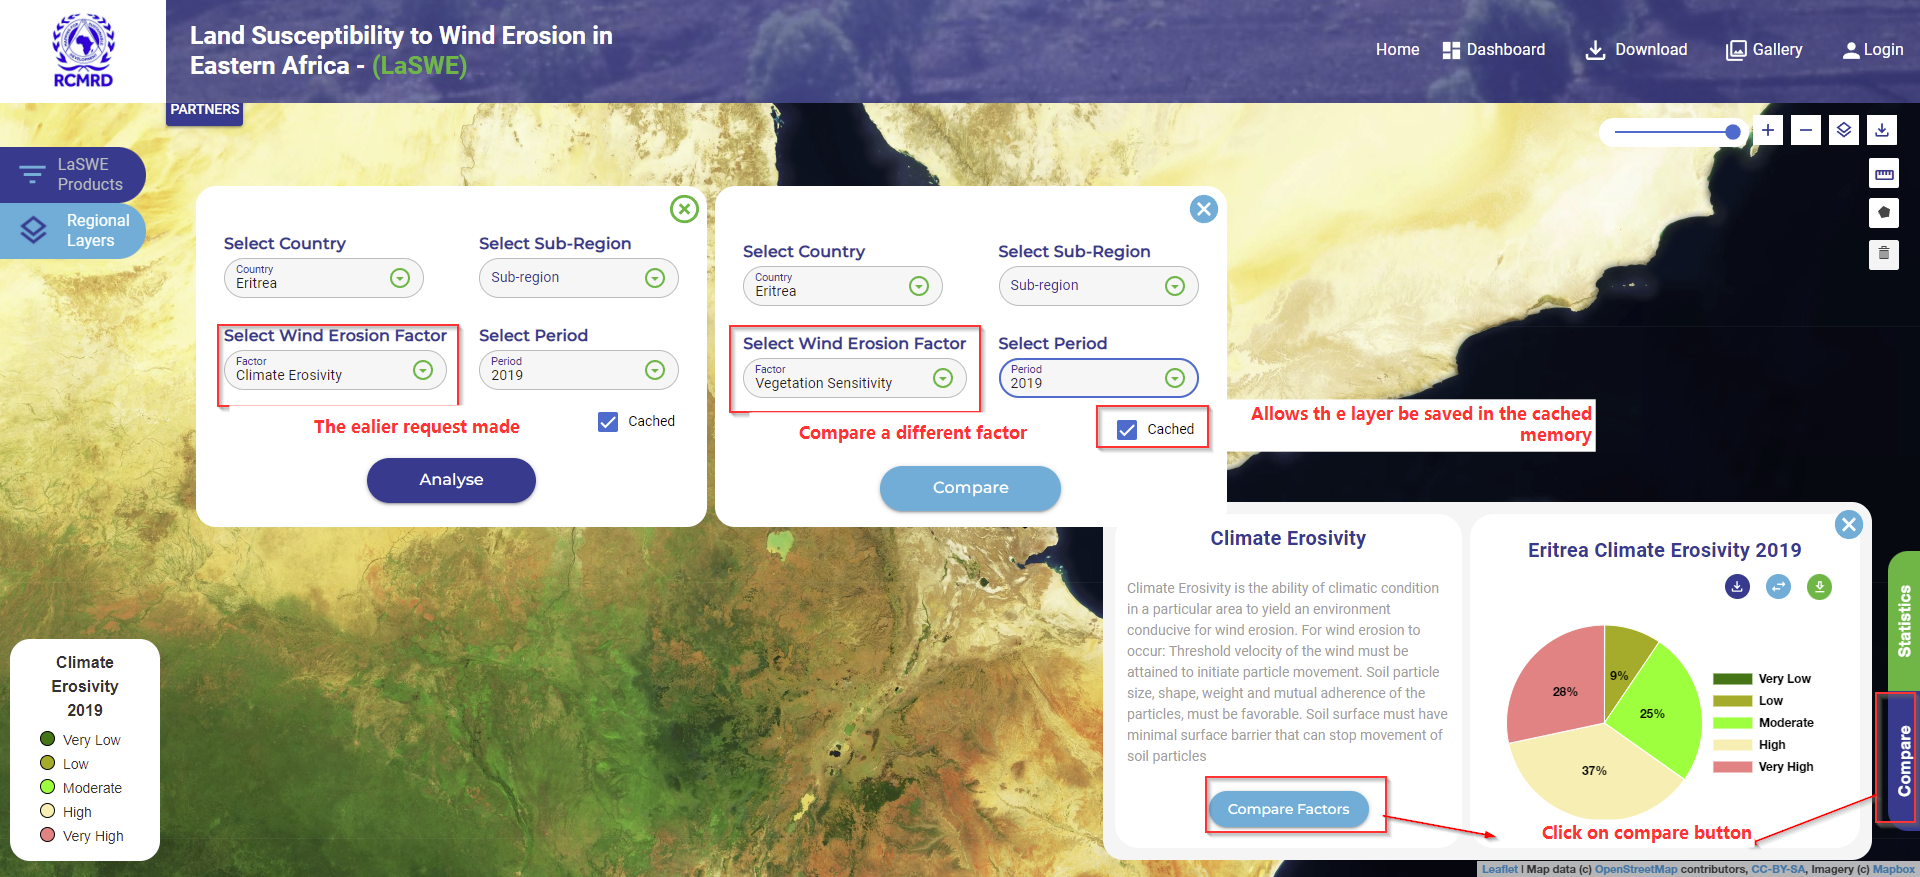 RCMRD
Land Susceptibility to Wind Erosion in
Eastern Africa - (LaSWE)
Home
Dashboard
Download
Gallery
Login
PARTNERS
LaSWE
Products
Regional
Layers
Select Country
Country
Eritrea
Select Sub-Region
Sub-region
Select Wind Erosion Factor
Factor
Climate Erosivity
Select Period
Period
2019
The ealier request made
Cached
Analyse
Select Country
Country
Eritrea
Select Sub-Region
Sub-region
Select Wind Erosion Factor
Factor
Vegetation Sensitivity
Select Period
Period
2019
Compare a different factor
Cached
Compare
Allows th e layer be saved in the cached
memory
Climate Erosivity
Climate Erosivity is the ability of climatic condition
in a particular area to yield an environment
conducive for wind erosion. For wind erosion to
occur: Threshold velocity of the wind must be
attained to initiate particle movement. Soil particle
size, shape, weight and mutual adherence of the
particles, must be favorable. Soil surface must have
minimal surface barrier that can stop movement of
soil particles
Compare Factors
Eritrea Climate Erosivity 2019
9%
25%
37%
28%
Very Low
Low
Moderate
High
Very High
Click on compare button
Statistics
Compare
Climate
Erosivity
2019
Very Low
Low
Moderate
High
Very High
Leaflet | Map data (c) OpenStreetMap contributors, CC-BY-SA, Imagery (c) Mapbox